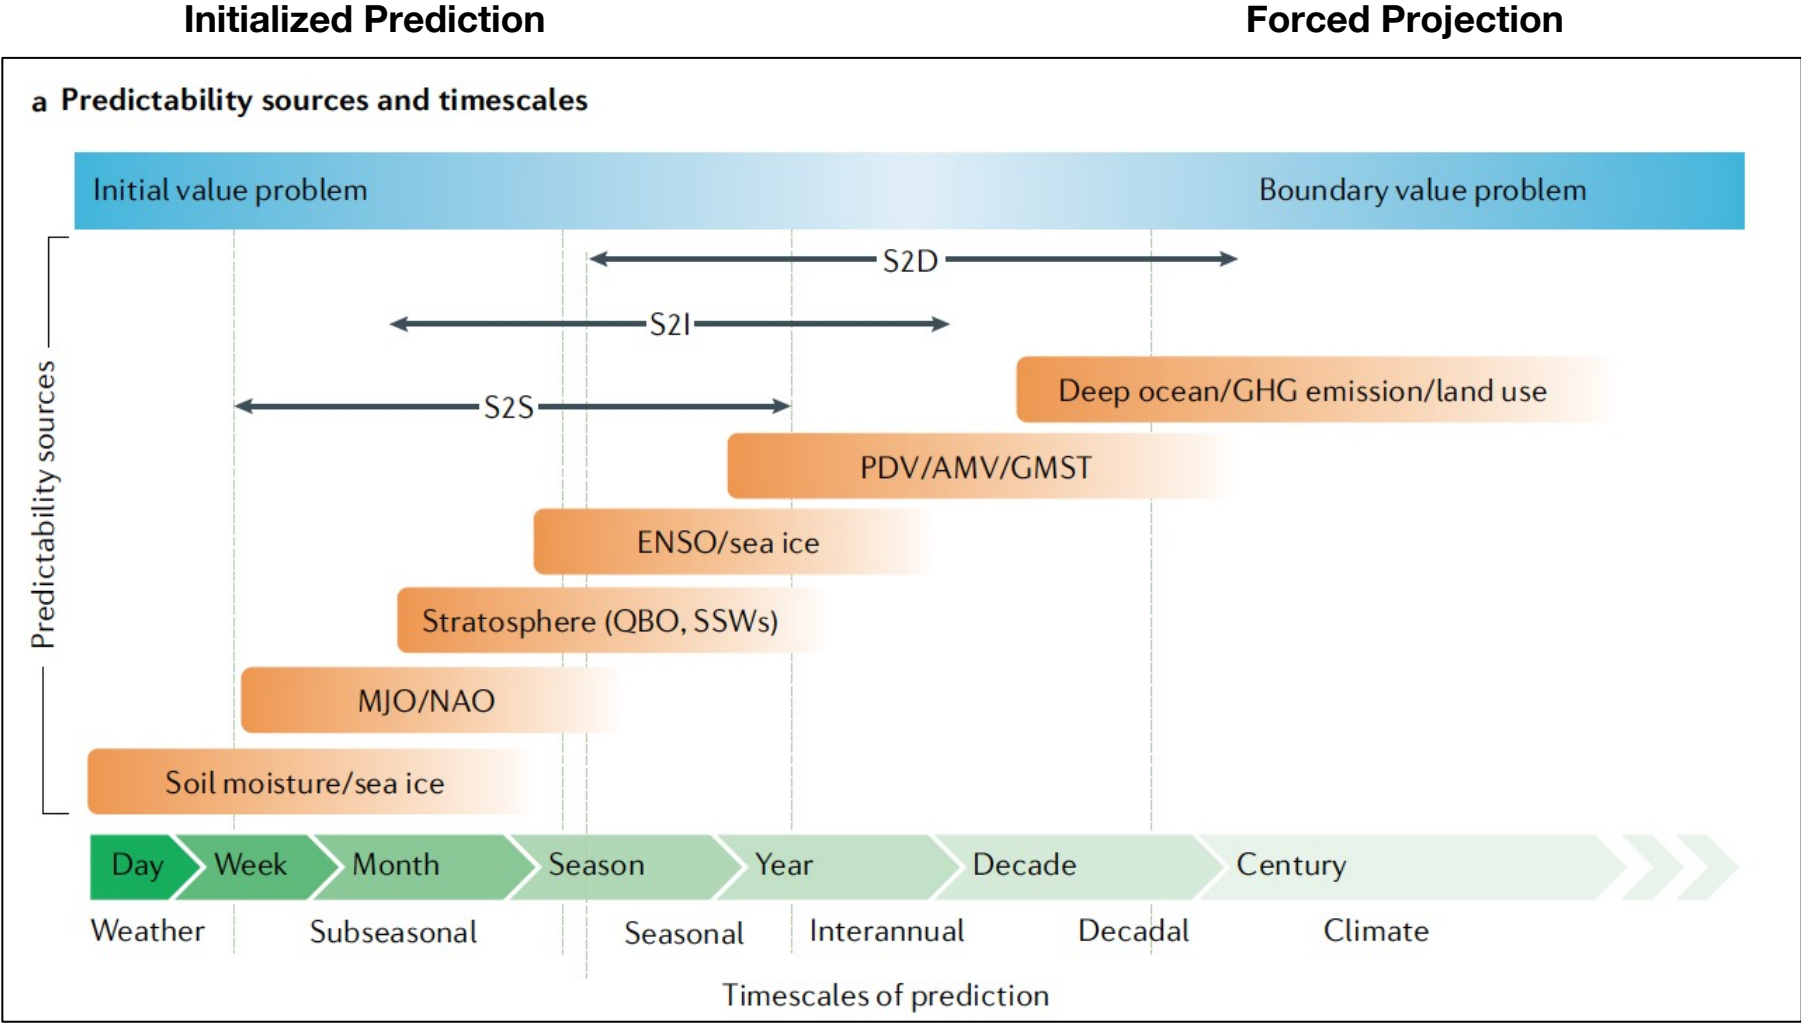 Initialized Prediction
Forced Projection
a Predictability sources and timescales
Initial value problem
Boundary value problem
S2D
S2I
S2S
Predictability sources
Deep ocean/GHG emission/land use
PDV/AMV/GMST
ENSO/sea ice
Stratosphere (QBO, SSWs)
MJO/NAO
Soil moisture/sea ice
Day
Week
Month
Season
Year
Decade
Century
Weather
Subseasonal
Seasonal
Interannual
Decadal
Climate
Timescales of prediction